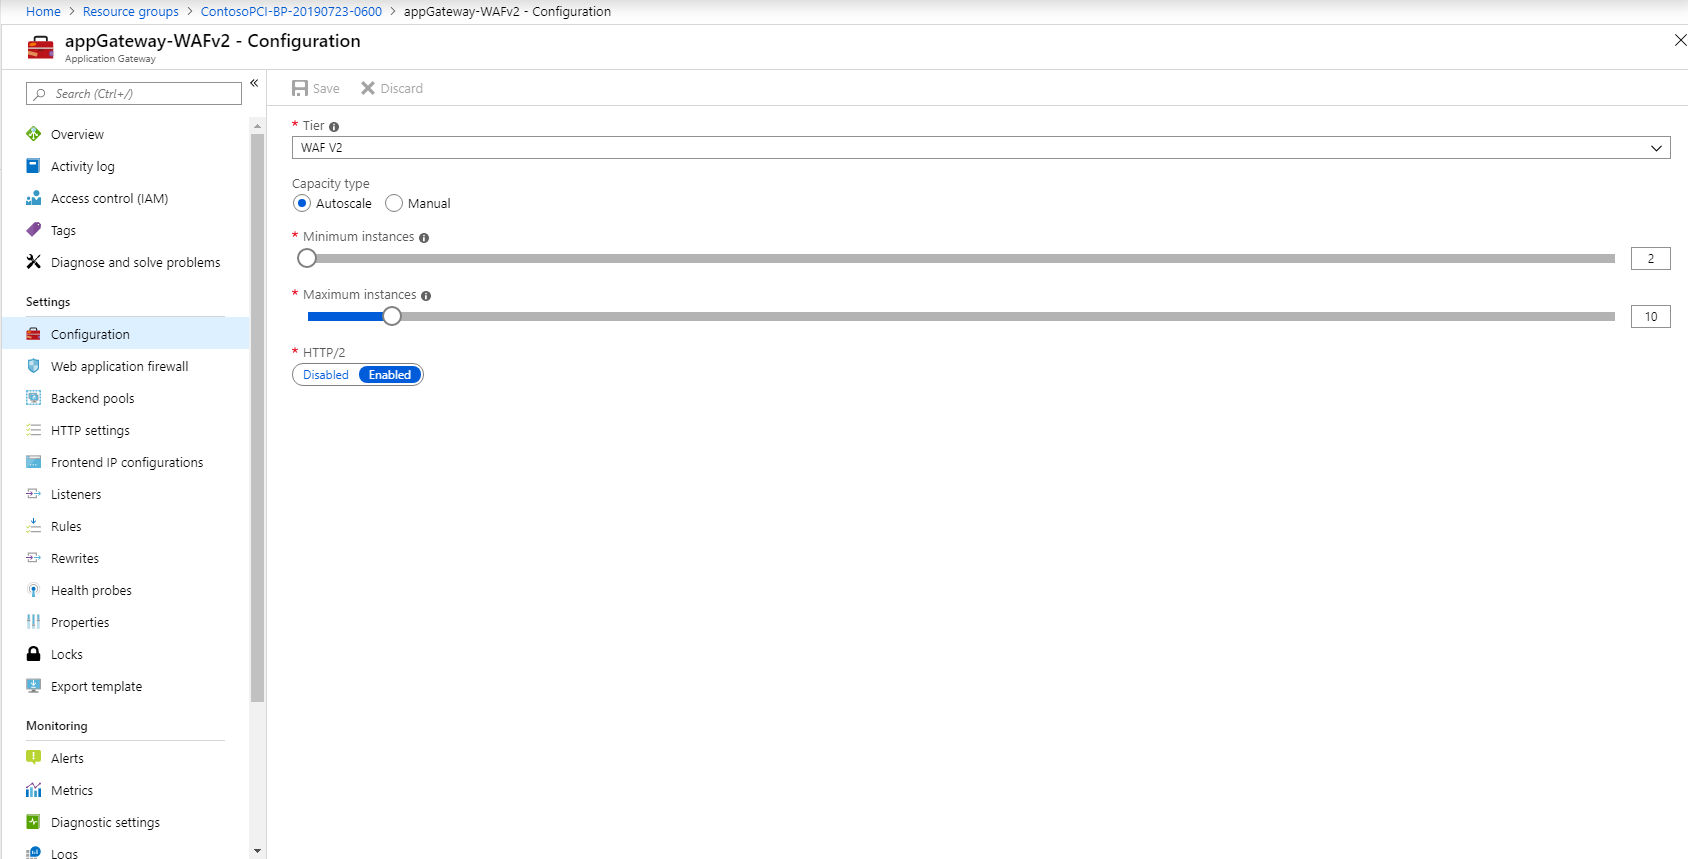 Home > Resource groups > ContosoPCI-BP-20190723-0600 > appGateway-WAFv2 - Configuration
appGateway-WAFv2 - Configuration
Application Gateway
Search (Ctrl+/)
«
Overview
Activity log
Access control (IAM)
Tags
Diagnose and solve problems
Settings
Configuration
Web application firewall
Backend pools
HTTP settings
Frontend IP configurations
Listeners
Rules
Rewrites
Health probes
Properties
Locks
Export template
Monitoring
Alerts
Metrics
Diagnostic settings
Logs
Save Discard
* Tier
WAF V2
Capacity type
Autoscale Manual
* Minimum instances
2
* Maximum instances
10
* HTTP/2
Disabled Enabled